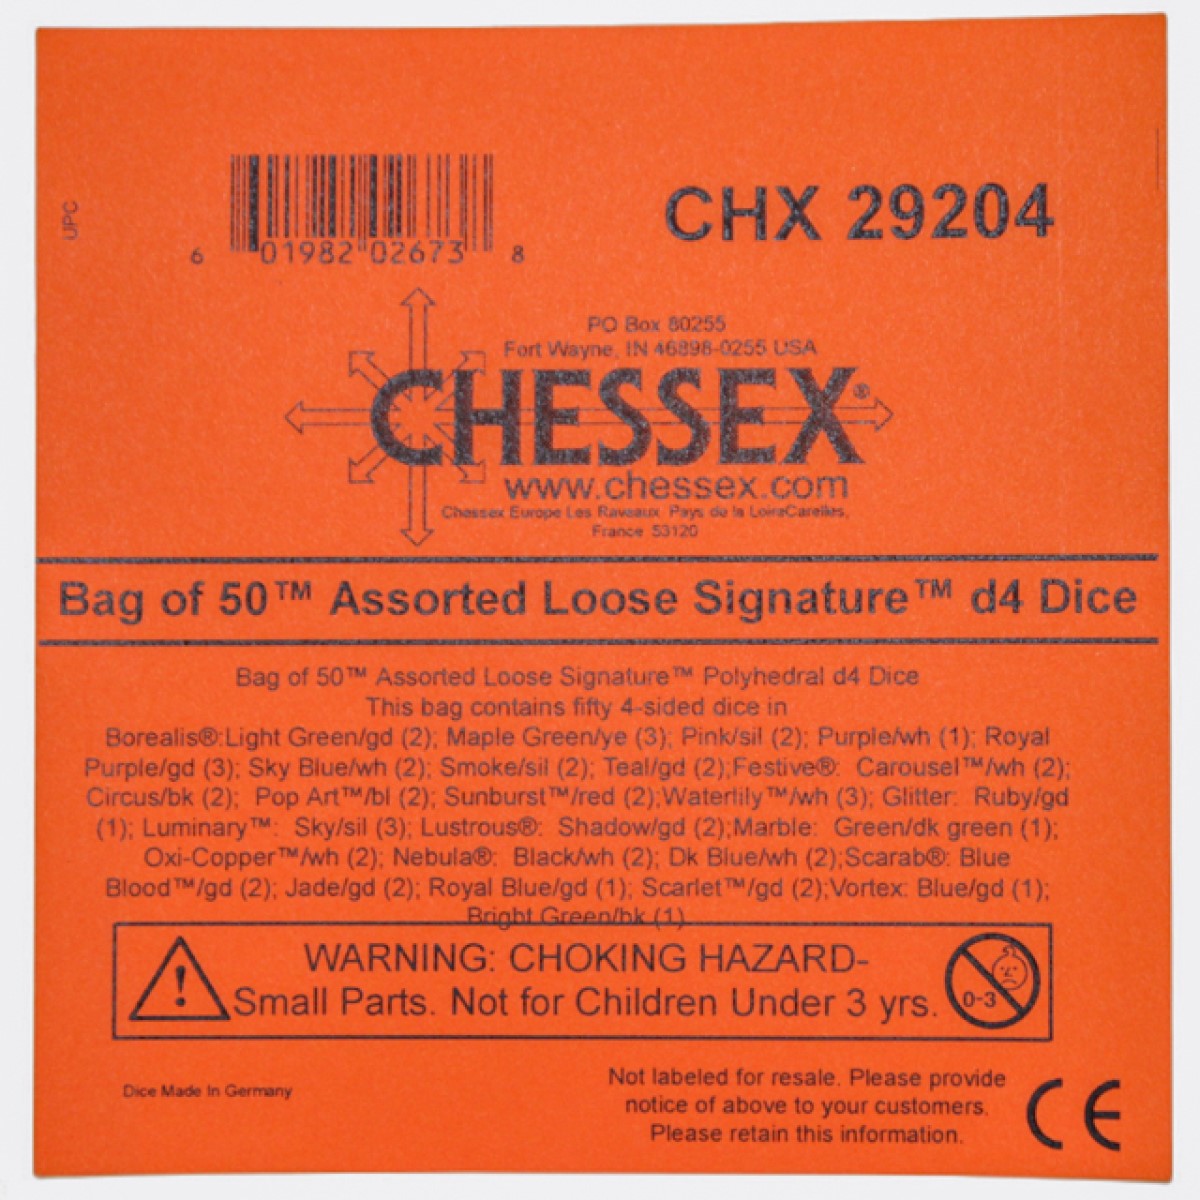 UPC
6 01982 02673 8
CHX 29204
PO Box 80255
Fort Wayne, IN 46898-0255 USA
CHESSEX®
www.chessex.com
Chessex Europe Les Raveaux Pays de la LoireCarelles,
France 53120
Bag of 50™ Assorted Loose Signature™ d4 Dice
Bag of 50™ Assorted Loose Signature™ Polyhedral d4 Dice
This bag contains fifty 4-sided dice in
Borealis®:Light Green/gd (2); Maple Green/ye (3); Pink/sil (2); Purple/wh (1); Royal
Purple/gd (3); Sky Blue/wh (2); Smoke/sil (2); Teal/gd (2);Festive®: Carousel™/wh (2);
Circus/bk (2); Pop Art™/bl (2); Sunburst™/red (2);Waterlily™/wh (3); Glitter: Ruby/gd
(1); Luminary™: Sky/sil (3); Lustrous®: Shadow/gd (2);Marble: Green/dk green (1);
Oxi-Copper™/wh (2); Nebula®: Black/wh (2); Dk Blue/wh (2);Scarab®: Blue
Blood™/gd (2); Jade/gd (2); Royal Blue/gd (1); Scarlet™/gd (2);Vortex: Blue/gd (1);
Bright Green/bk (1)
WARNING: CHOKING HAZARD-
Small Parts. Not for Children Under 3 yrs.
0-3
Dice Made In Germany
Not labeled for resale. Please provide
notice of above to your customers.
Please retain this information.
CE